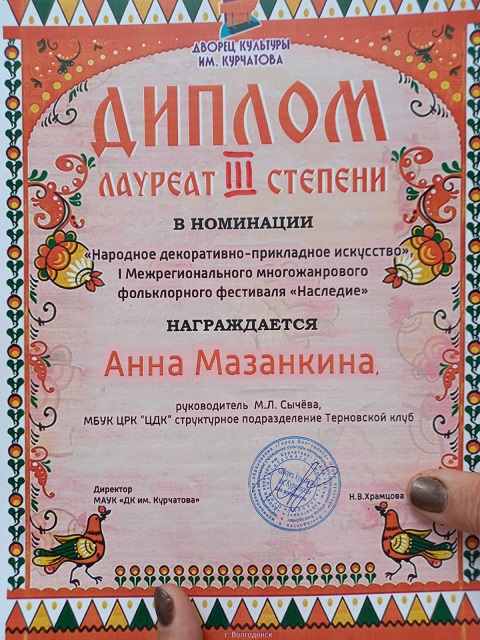 ДВОРЕЦ КУЛЬТУРЫ
ИМ. КУРЧАТОВА
ДИПЛОМ
ЛАУРЕАТ III СТЕПЕНИ
В НОМИНАЦИИ
«Народное декоративно-прикладное искусство»,
I Межрегионального многожанрового
фольклорного фестиваля «Наследие»
НАГРАЖДАЕТСЯ
Анна Мазанкина,
руководитель М.Л. Сычёва,
МБУК ЦРК "ЦДК" структурное подразделение Терновской клуб
Директор
МАУК «ДК им. Курчатова»
Н.В.Храмцова
г. Волгодонск